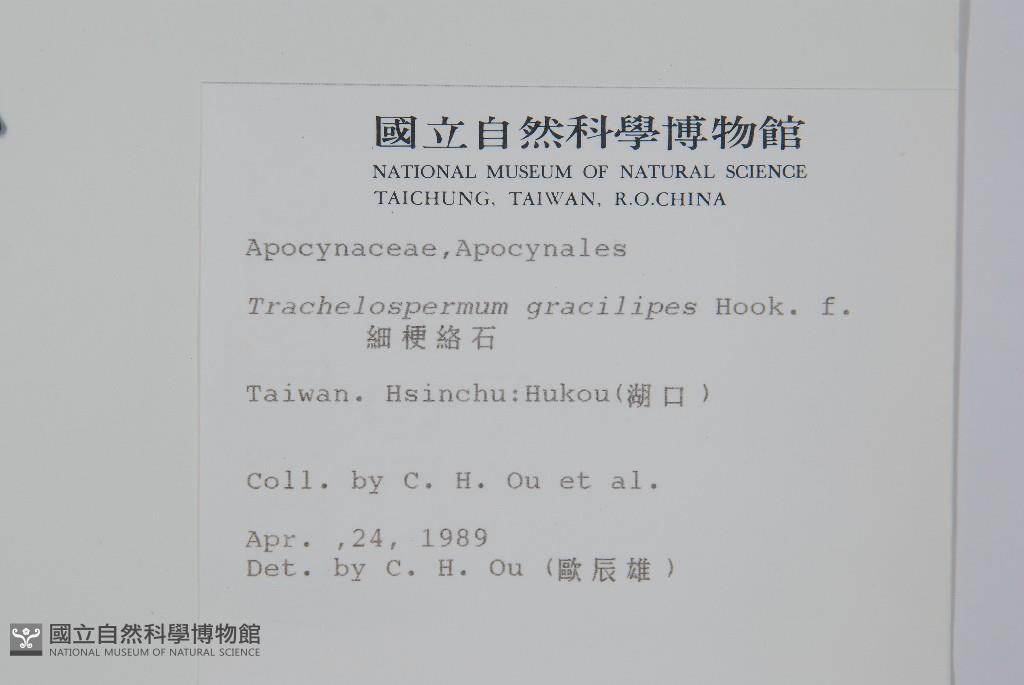 國立自然科學博物館
NATIONAL MUSEUM OF NATURAL SCIENCE
TAICHUNG, TAIWAN, R.O.CHINA
Apocynaceae,Apocynales
Trachelospermum gracilipes Hook. f.
細梗絡石
Taiwan. Hsinchu:Hukou(湖口)
Coll. by C. H. Ou et al.
Apr. ,24, 1989
Det. by C. H. Ou (歐辰雄)
國立自然科學博物館
NATIONAL MUSEUM OF NATURAL SCIENCE